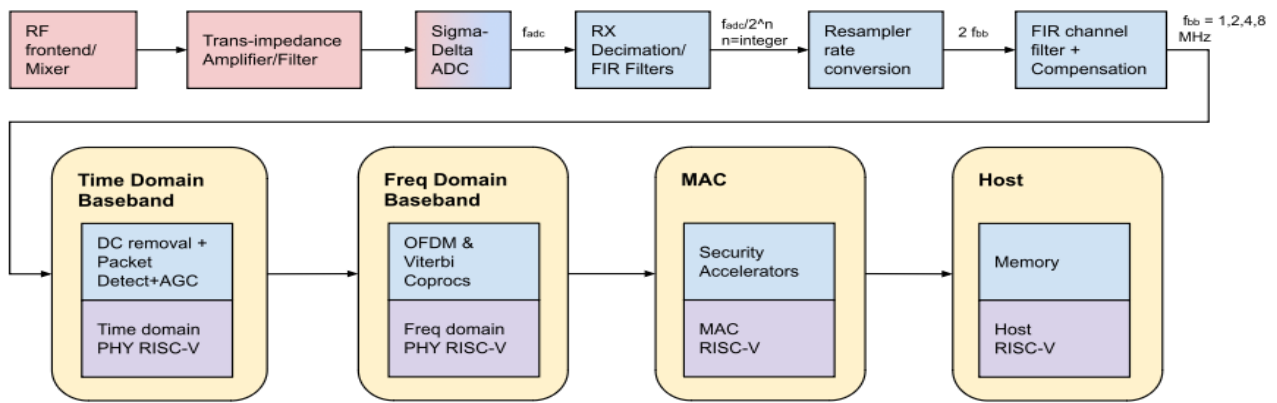 RF
frontend/
Mixer
Trans-impedance
Amplifier/Filter
Sigma-
Delta
ADC
fadc
RX
Decimation/
FIR Filters
fadc/2^n
n=integer
Resampler
rate
conversion
2 fbb
FIR channel
filter +
Compensation
fbb = 1,2,4,8
MHz
Time Domain
Baseband
DC removal +
Packet
Detect+AGC
Time domain
PHY RISC-V
Freq Domain
Baseband
OFDM &
Viterbi
Coprocs
Freq domain
PHY RISC-V
MAC
Security
Accelerators
MAC
RISC-V
Host
Memory
Host
RISC-V